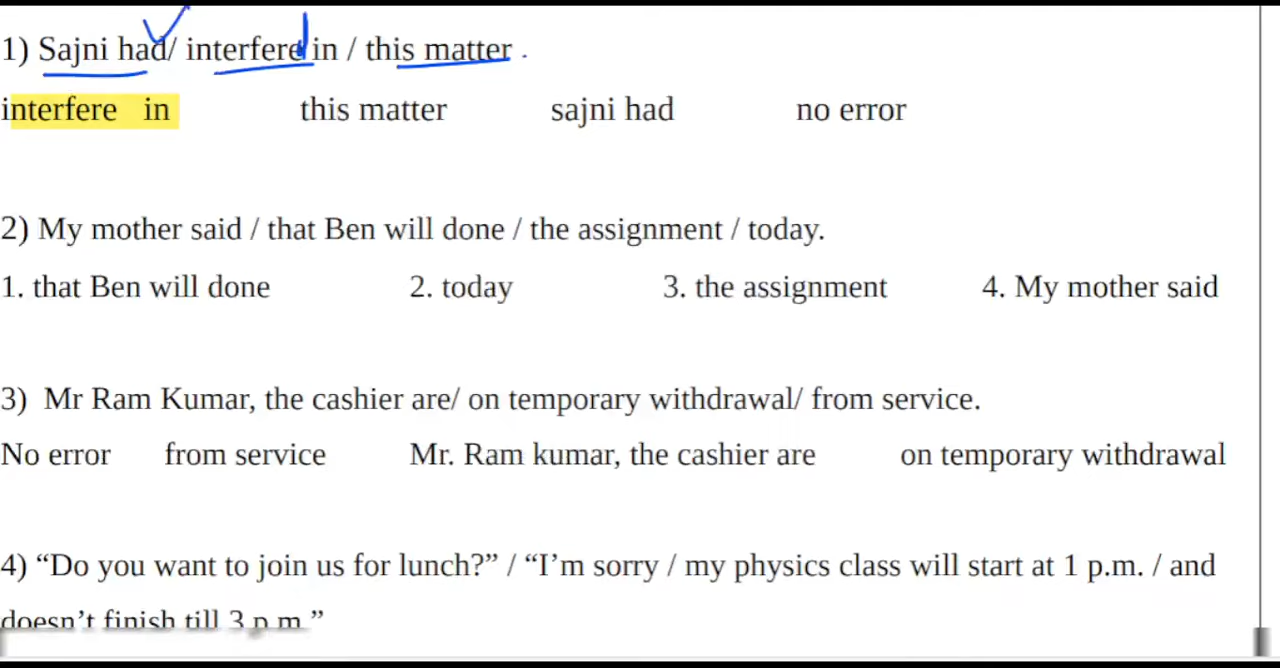 1) Sajni had/ interfered in / this matter .
interfere in this matter sajni had no error
2) My mother said / that Ben will done / the assignment / today.
1. that Ben will done 2. today 3. the assignment 4. My mother said
3) Mr Ram Kumar, the cashier are/ on temporary withdrawal/ from service.
No error from service Mr. Ram kumar, the cashier are on temporary withdrawal
4) “Do you want to join us for lunch?” / “I’m sorry / my physics class will start at 1 p.m. / and
doesn’t finish till 3 p.m.”